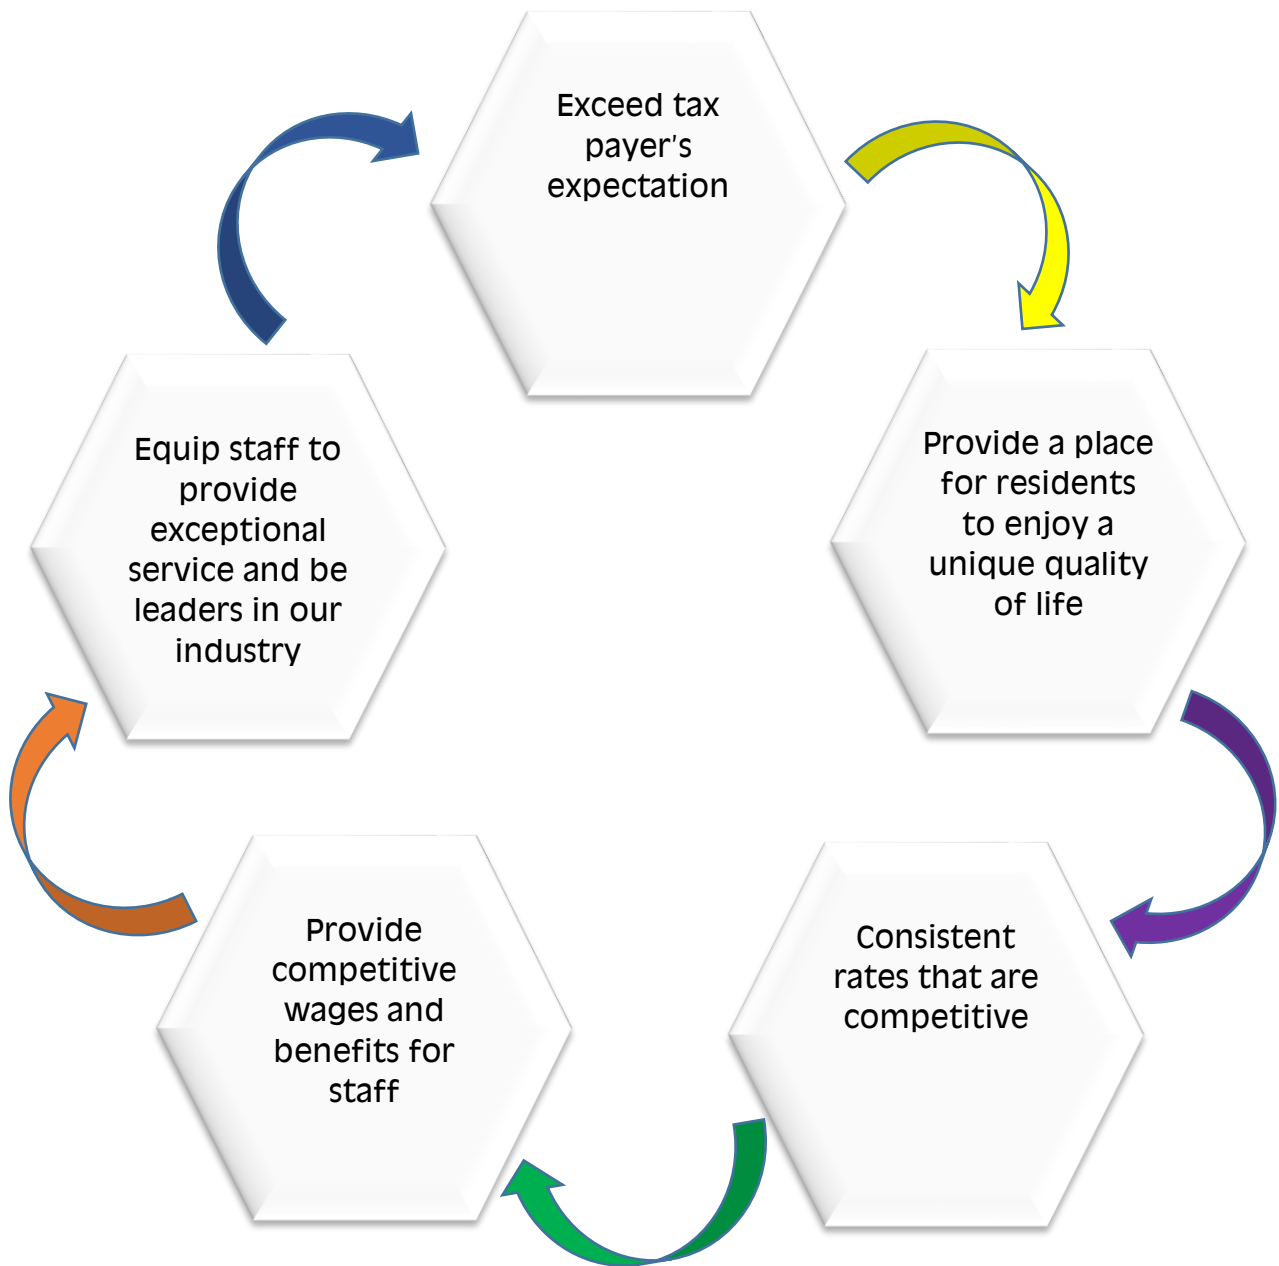 Exceed tax
payer's
expectation
Provide a place
for residents
to enjoy a
unique quality
of life
Consistent
rates that are
competitive
Provide
competitive
wages and
benefits for
staff
Equip staff to
provide
exceptional
service and be
leaders in our
industry